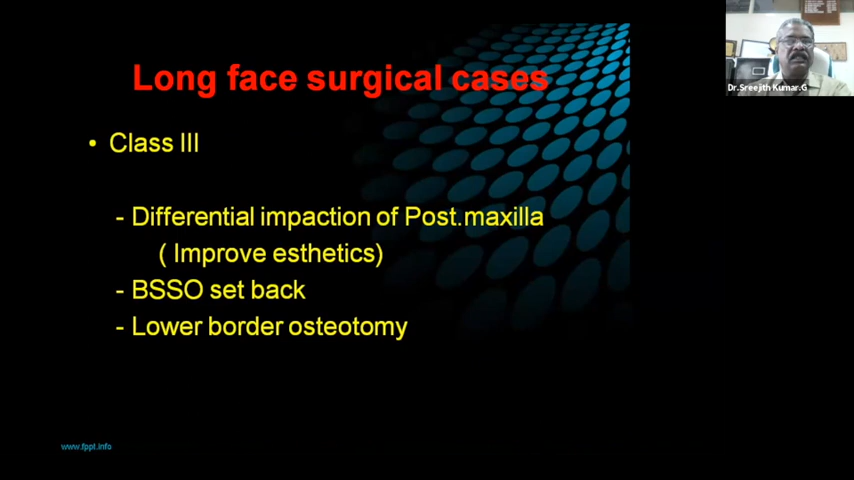 Long face surgical cases
• Class III
- Differential impaction of Post.maxilla
( Improve esthetics)
- BSSO set back
- Lower border osteotomy
www.fppt.info
Dr.Sreejith Kumar.G